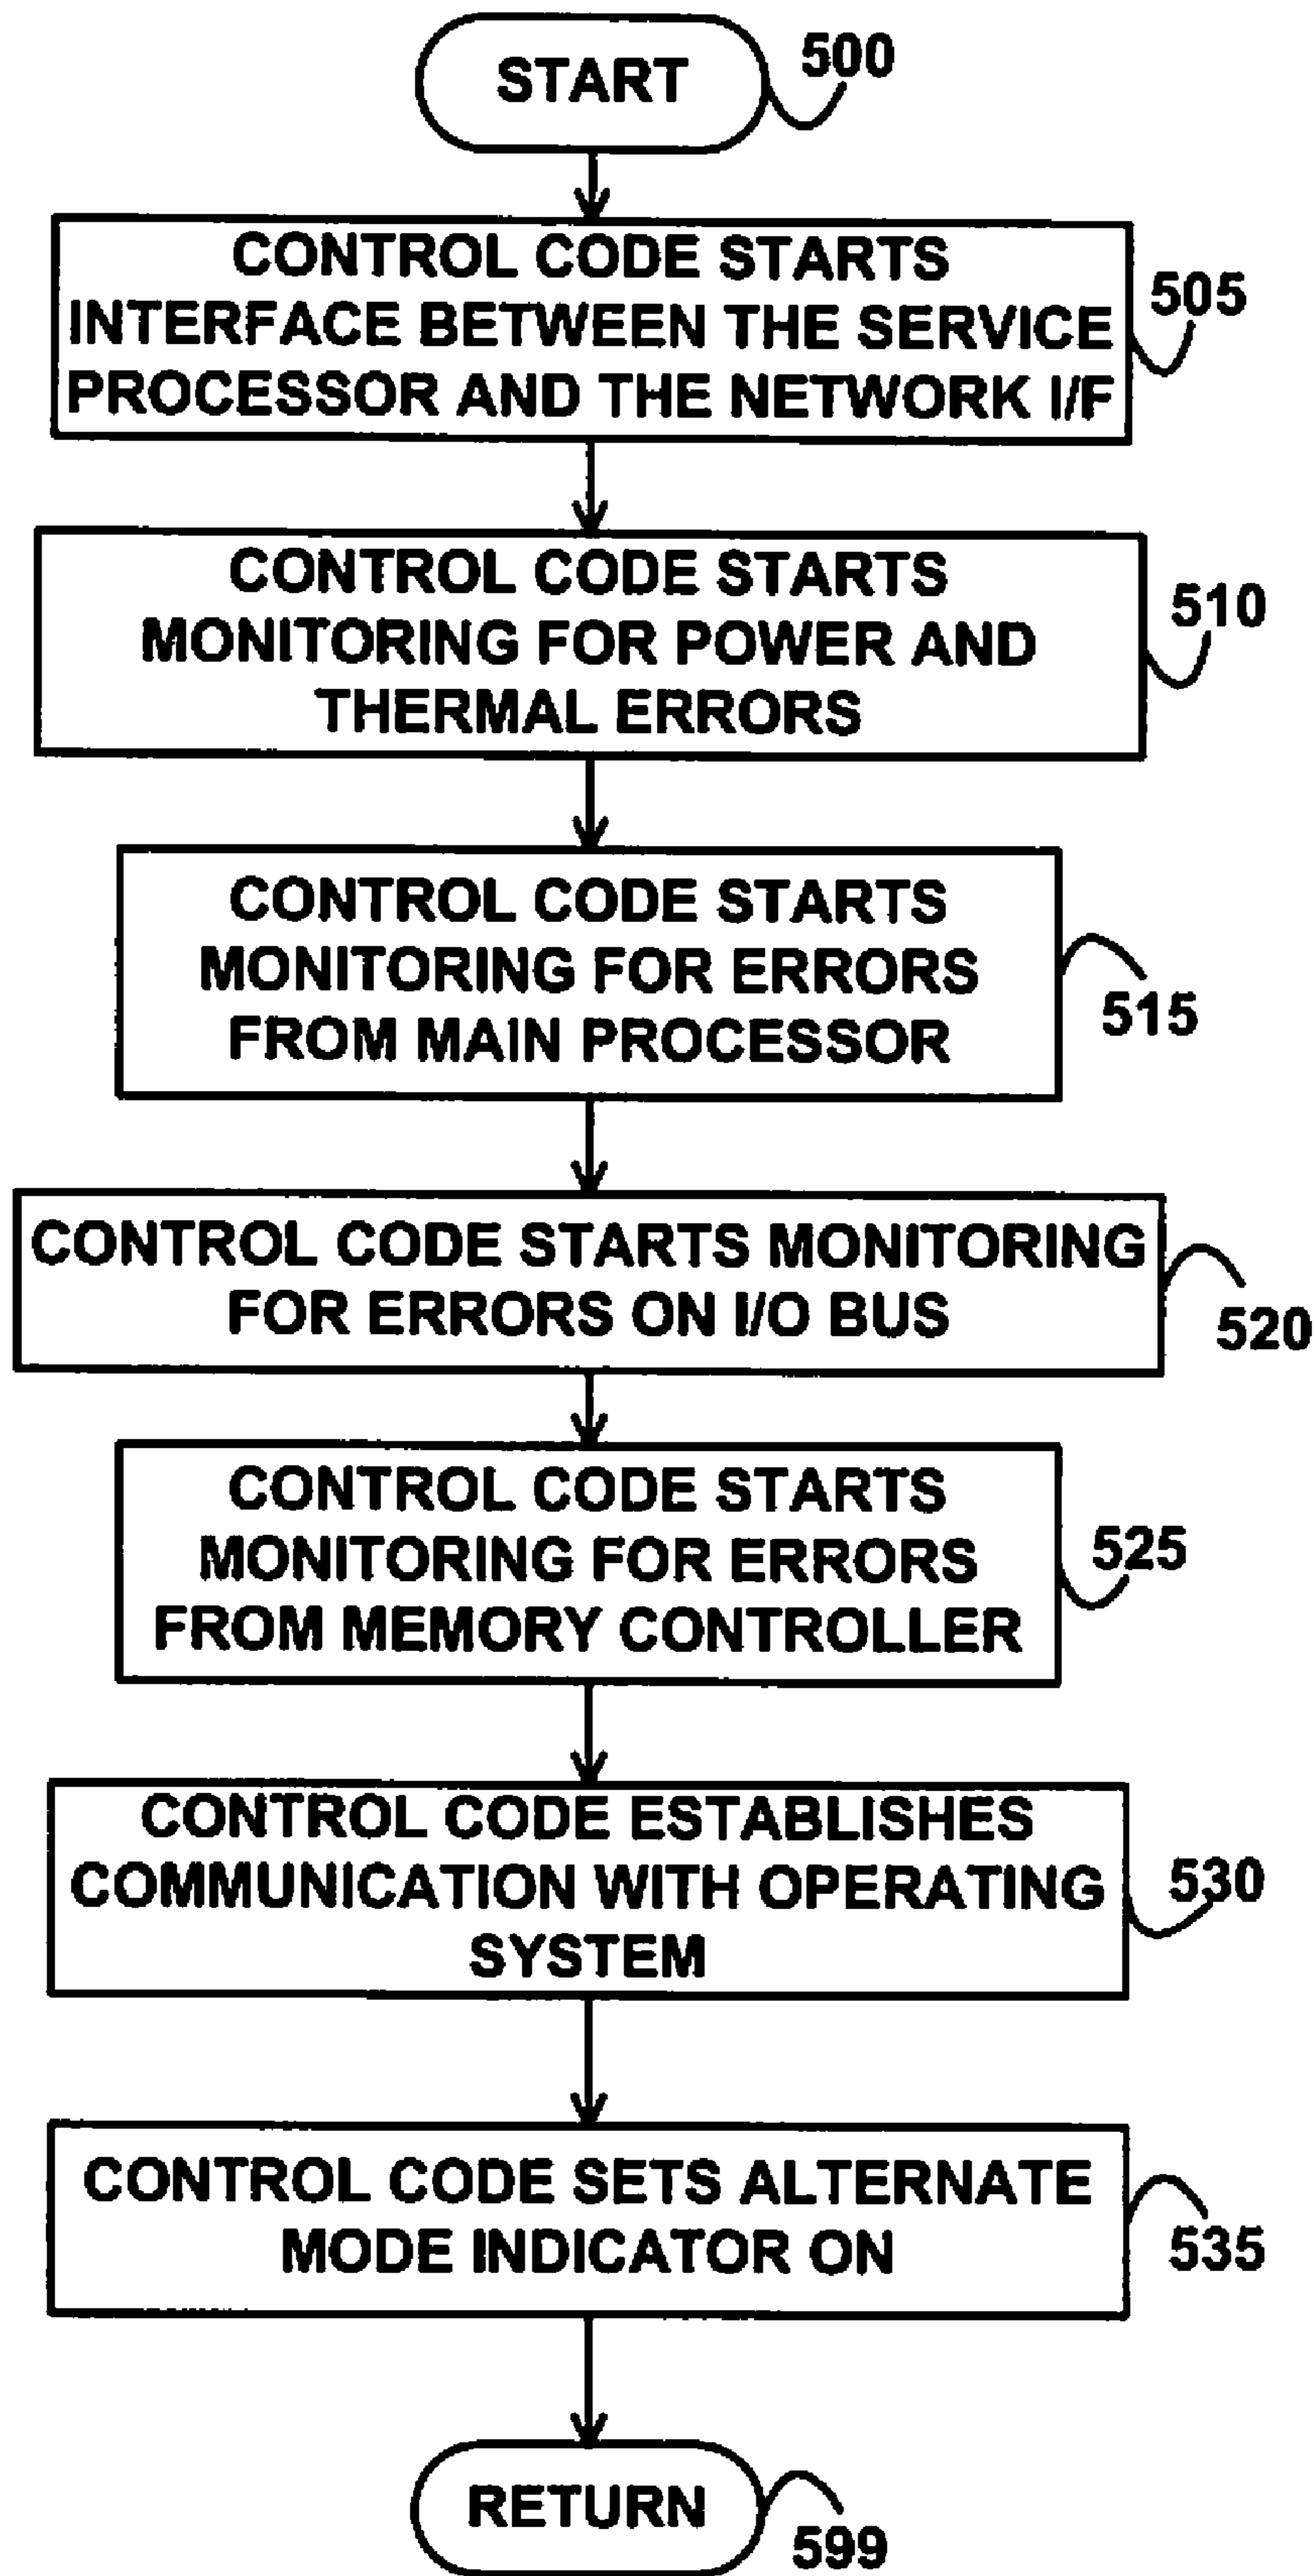 START
500
CONTROL CODE STARTS
INTERFACE BETWEEN THE SERVICE
PROCESSOR AND THE NETWORK I/F
505
CONTROL CODE STARTS
MONITORING FOR POWER AND
THERMAL ERRORS
510
CONTROL CODE STARTS
MONITORING FOR ERRORS
FROM MAIN PROCESSOR
515
CONTROL CODE STARTS MONITORING
FOR ERRORS ON I/O BUS
520
CONTROL CODE STARTS
MONITORING FOR ERRORS
FROM MEMORY CONTROLLER
525
CONTROL CODE ESTABLISHES
COMMUNICATION WITH OPERATING
SYSTEM
530
CONTROL CODE SETS ALTERNATE
MODE INDICATOR ON
535
RETURN
599